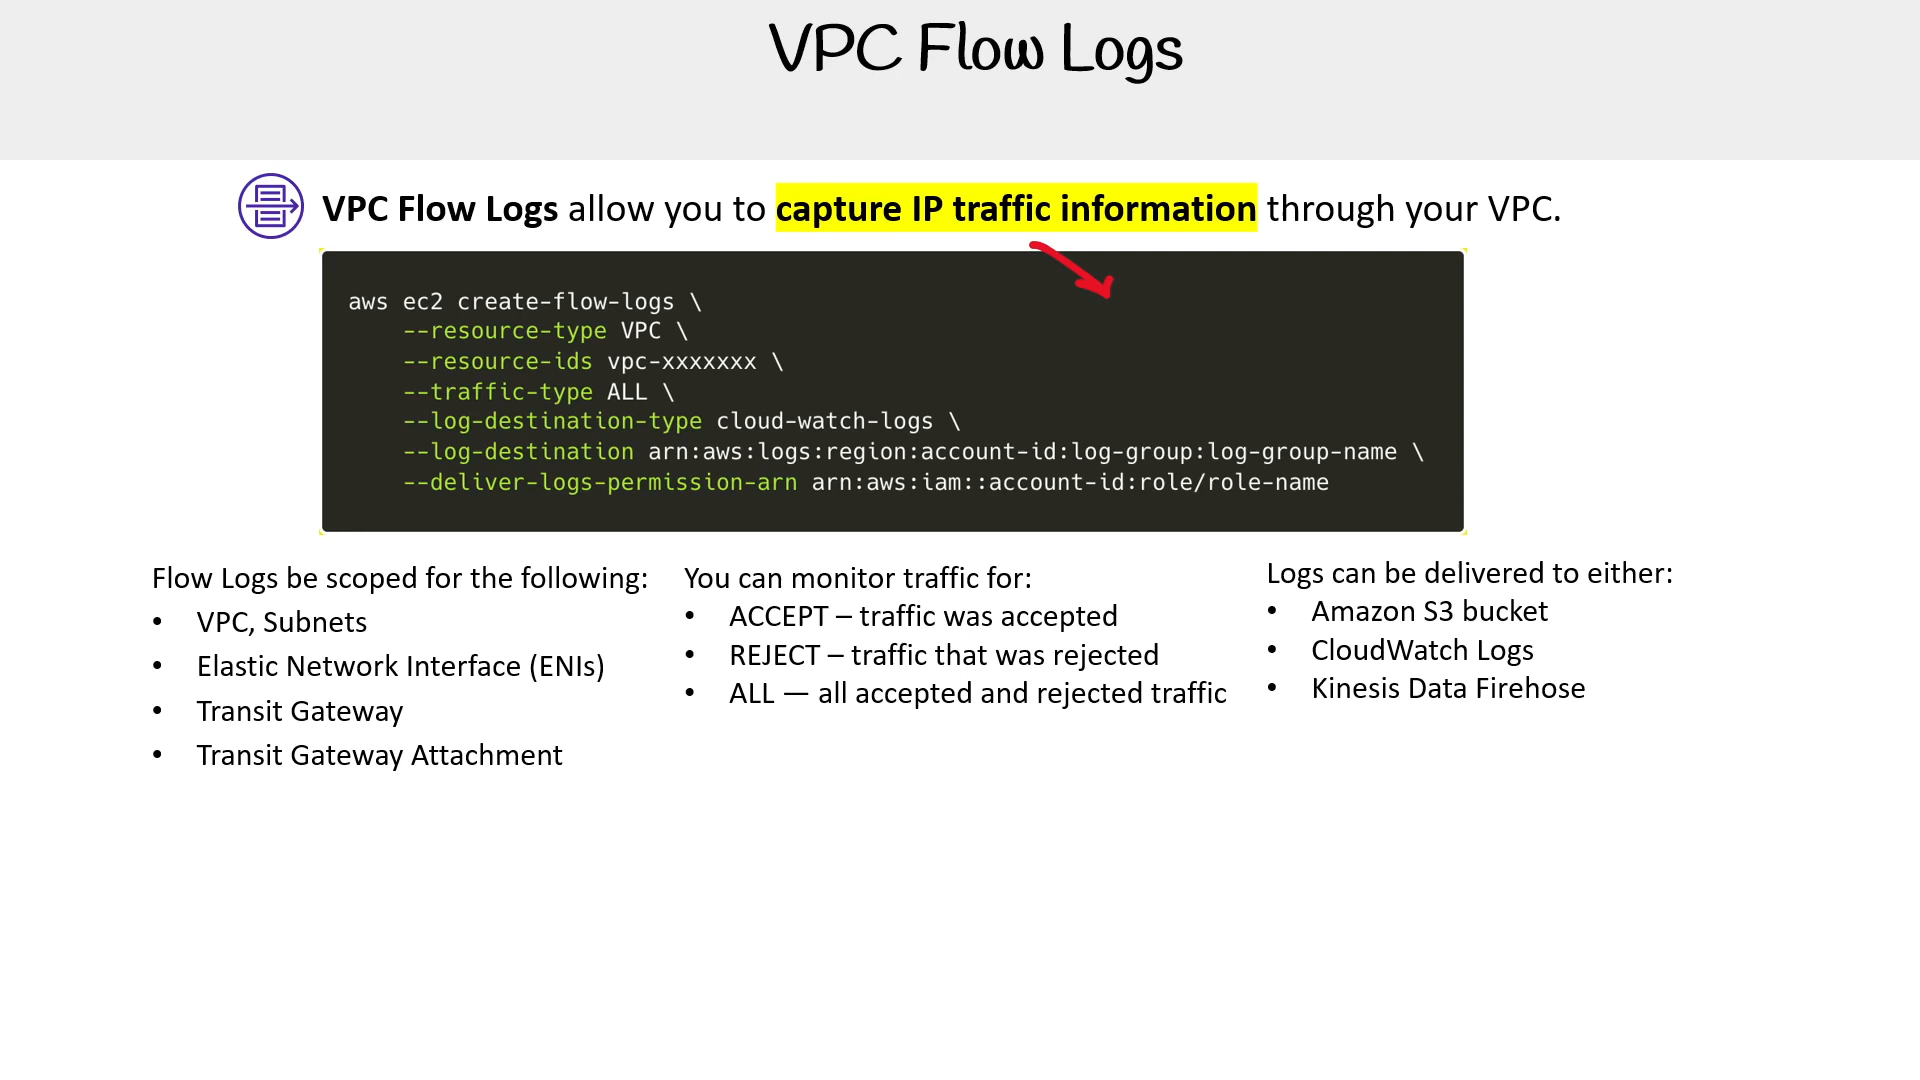 VPC Flow Logs
VPC Flow Logs allow you to capture IP traffic information through your VPC.
aws ec2 create-flow-logs \
--resource-type VPC \
--resource-ids vpc-xxxxxxx \
--traffic-type ALL \
--log-destination-type cloud-watch-logs \
--log-destination arn:aws:logs:region:account-id:log-group:log-group-name \
--deliver-logs-permission-arn arn:aws:iam::account-id:role/role-name
Flow Logs be scoped for the following:
• VPC, Subnets
• Elastic Network Interface (ENIs)
• Transit Gateway
• Transit Gateway Attachment
You can monitor traffic for:
• ACCEPT – traffic was accepted
• REJECT – traffic that was rejected
• ALL — all accepted and rejected traffic
Logs can be delivered to either:
• Amazon S3 bucket
• CloudWatch Logs
• Kinesis Data Firehose